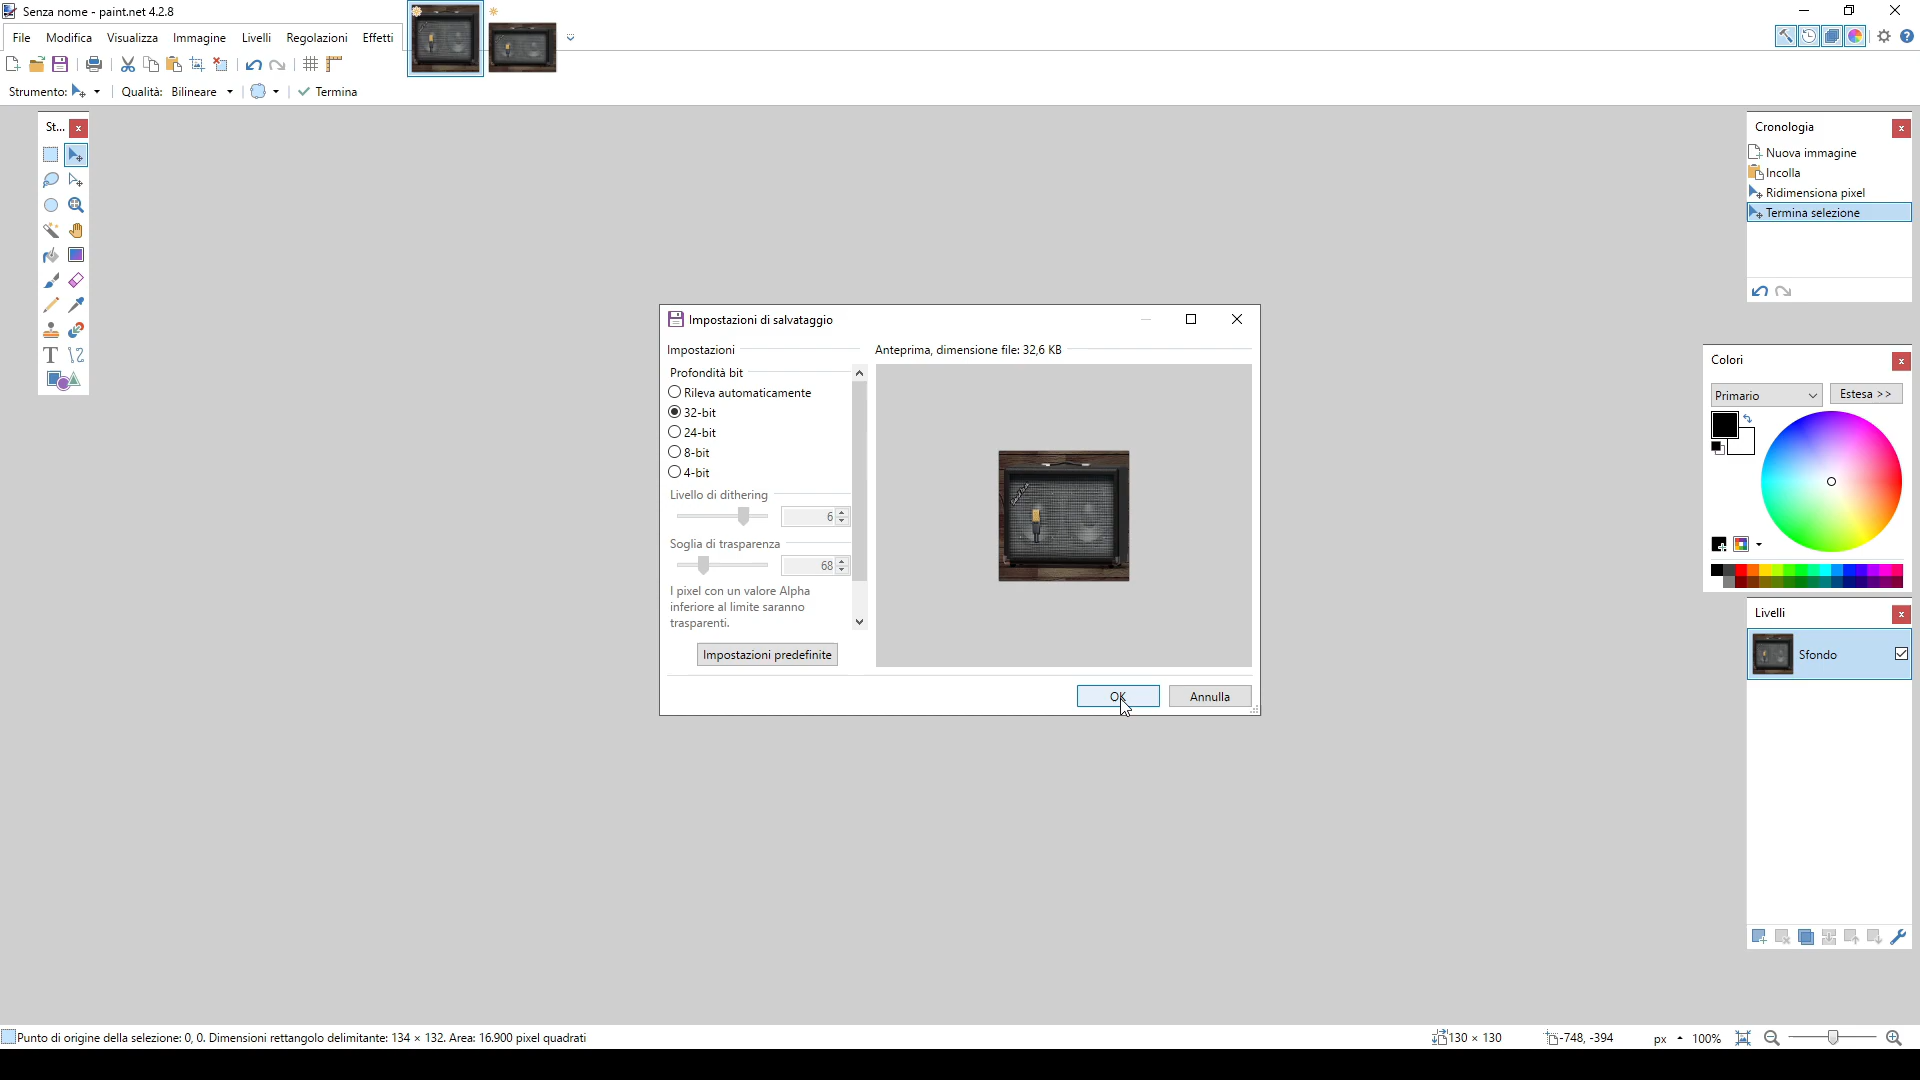 Senza nome - paint.net 4.2.8
File Modifica Visualizza Immagine Livelli Regolazioni Effetti
Strumento: Qualità: Bilineare Termina
St...
Cronologia
Nuova immagine
Incolla
Ridimensiona pixel
Termina selezione
Impostazioni di salvataggio
Impostazioni
Anteprima, dimensione file: 32,6 KB
Profondità bit
Rileva automaticamente
32-bit
24-bit
8-bit
4-bit
Livello di dithering
6
Soglia di trasparenza
68
I pixel con un valore Alpha
inferiore al limite saranno
trasparenti.
Impostazioni predefinite
OK
Annulla
Colori
Primario
Estesa >>
Livelli
Sfondo
Punto di origine della selezione: 0, 0. Dimensioni rettangolo delimitante: 134 × 132. Area: 16.900 pixel quadrati
130 × 130
-748, -394
px
100%